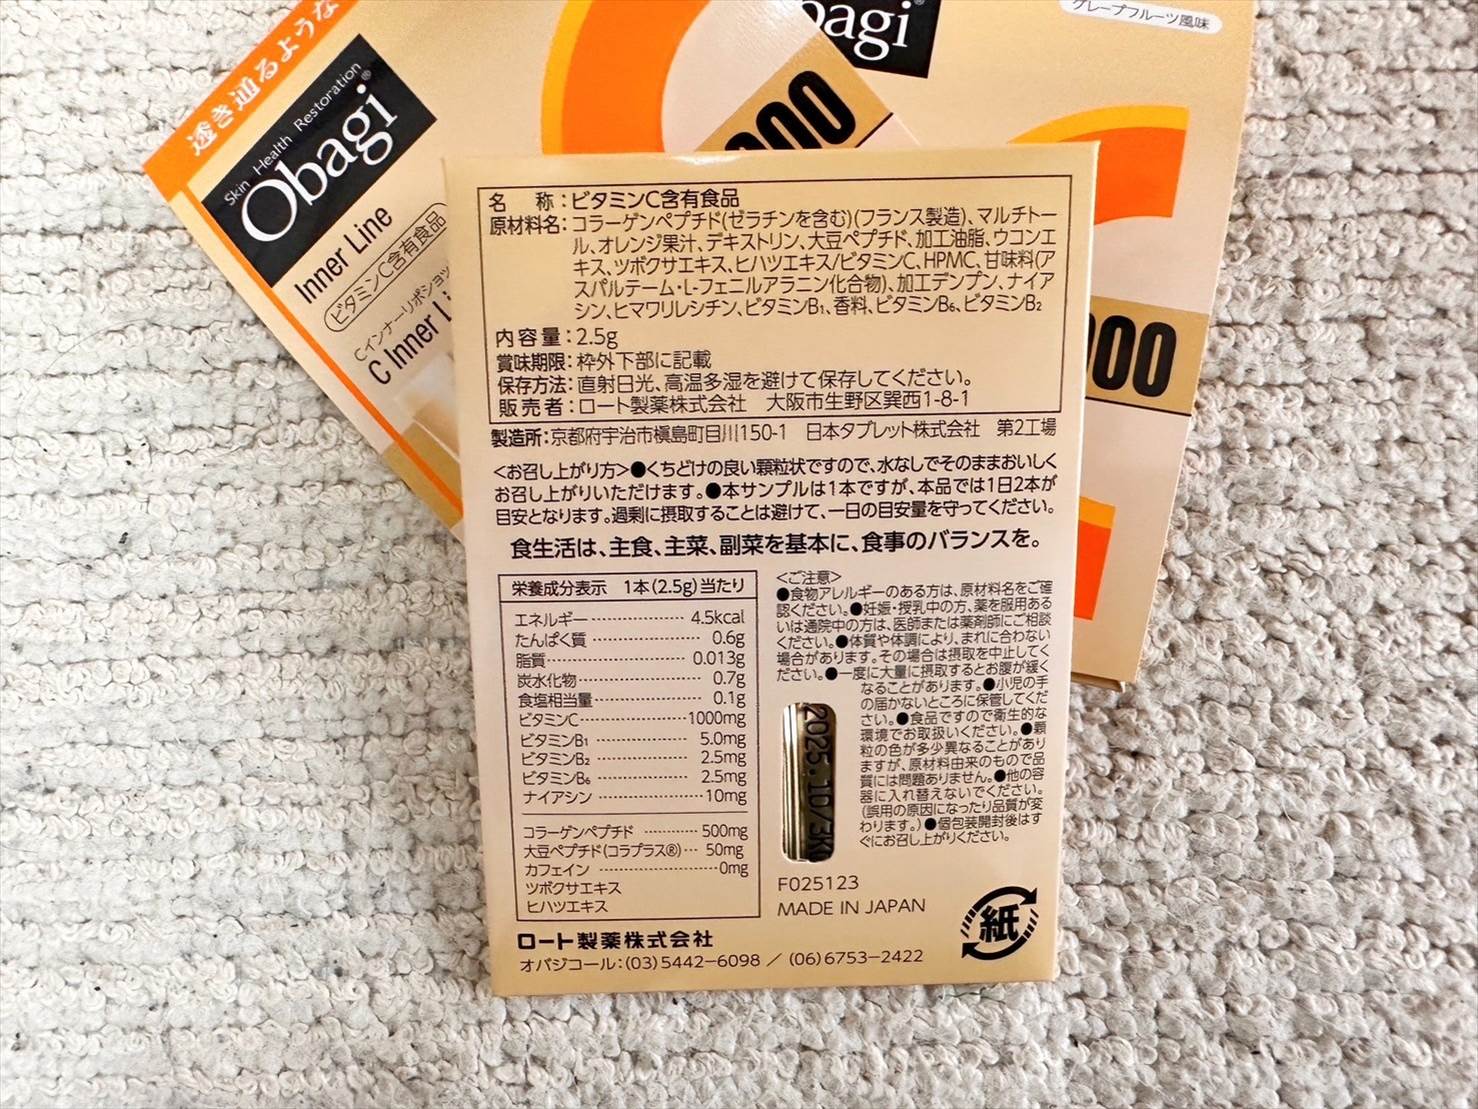 透き通るような
Skin Health Restoration
Obagi®
Inner Line
ビタミンC含有食品
Cインナーリポショ
C Inner Li
agi
グレープフルーツ風味
000
000
名　称：ビタミンC含有食品
原材料名：コラーゲンペプチド(ゼラチンを含む)(フランス製造)、マルチトー
ル、オレンジ果汁、デキストリン、大豆ペプチド、加工油脂、ウコンエ
キス、ツボクサエキス、ヒハツエキス/ビタミンC、HPMC、甘味料(ア
スパルテーム・L-フェニルアラニン化合物)、加工デンプン、ナイア
シン、ヒマワリレシチン、ビタミンB₁、香料、ビタミンB₆、ビタミンB₂
内容量：2.5g
賞味期限：枠外下部に記載
保存方法：直射日光、高温多湿を避けて保存してください。
販売者：ロート製薬株式会社　大阪市生野区巽西1-8-1
製造所：京都府宇治市槇島町目川150-1　日本タブレット株式会社　第2工場
<お召し上がり方>●くちどけの良い顆粒状ですので、水なしでそのままおいしく
お召し上がりいただけます。●本サンプルは1本ですが、本品では1日2本が
目安となります。過剰に摂取することは避けて、一日の目安量を守ってください。
食生活は、主食、主菜、副菜を基本に、食事のバランスを。
栄養成分表示　1本(2.5g)当たり
エネルギー 4.5kcal
たんぱく質 0.6g
脂質 0.013g
炭水化物 0.7g
食塩相当量 0.1g
ビタミンC 1000mg
ビタミンB₁ 5.0mg
ビタミンB₂ 2.5mg
ビタミンB₆ 2.5mg
ナイアシン 10mg
コラーゲンペプチド 500mg
大豆ペプチド(コラプラス®) 50mg
カフェイン 0mg
ツボクサエキス
ヒハツエキス
<ご注意>
●食物アレルギーのある方は、原材料名をご確
認ください。●妊娠・授乳中の方、薬を服用ある
いは通院中の方は、医師または薬剤師にご相談
ください。●体質や体調により、まれに合わない
場合があります。その場合は摂取を中止してく
ださい。●一度に大量に摂取するとお腹が緩く
なることがあります。●小児の手
の届かないところに保管してくだ
さい。●食品ですので衛生的な
環境でお取扱いください。●顆
粒の色が多少異なることがあり
ますが、原材料由来のもので品
質には問題ありません。●他の容
器に入れ替えないでください。
(誤用の原因になったり品質が変
わります。)●個包装開封後はす
ぐにお召し上がりください。
2025.10/3K
F025123
MADE IN JAPAN
紙
ロート製薬株式会社
オバジコール：(03)5442-6098 ／ (06)6753-2422